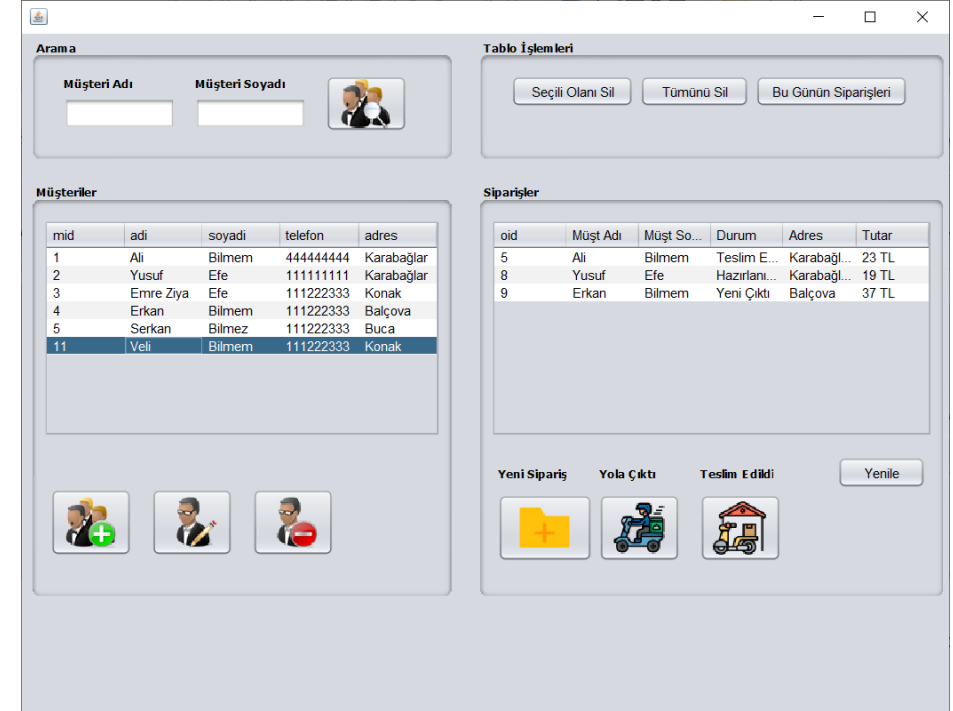 Arama
Müşteri Adı Müşteri Soyadı
Tablo İşlemleri
Seçili Olanı Sil Tümünü Sil Bu Günün Siparişleri
Müşteriler
mid adi soyadi telefon adres
1 Ali Bilmem 444444444 Karabağlar
2 Yusuf Efe 111111111 Karabağlar
3 Emre Ziya Efe 111222333 Konak
4 Erkan Bilmem 111222333 Balçova
5 Serkan Bilmez 111222333 Buca
11 Veli Bilmem 111222333 Konak
Siparişler
oid Müşt Adı Müşt So... Durum Adres Tutar
5 Ali Bilmem Teslim E... Karabağl... 23 TL
8 Yusuf Efe Hazırlanı... Karabağl... 19 TL
9 Erkan Bilmem Yeni Çıktı Balçova 37 TL
Yeni Sipariş Yola Çıktı Teslim Edildi Yenile